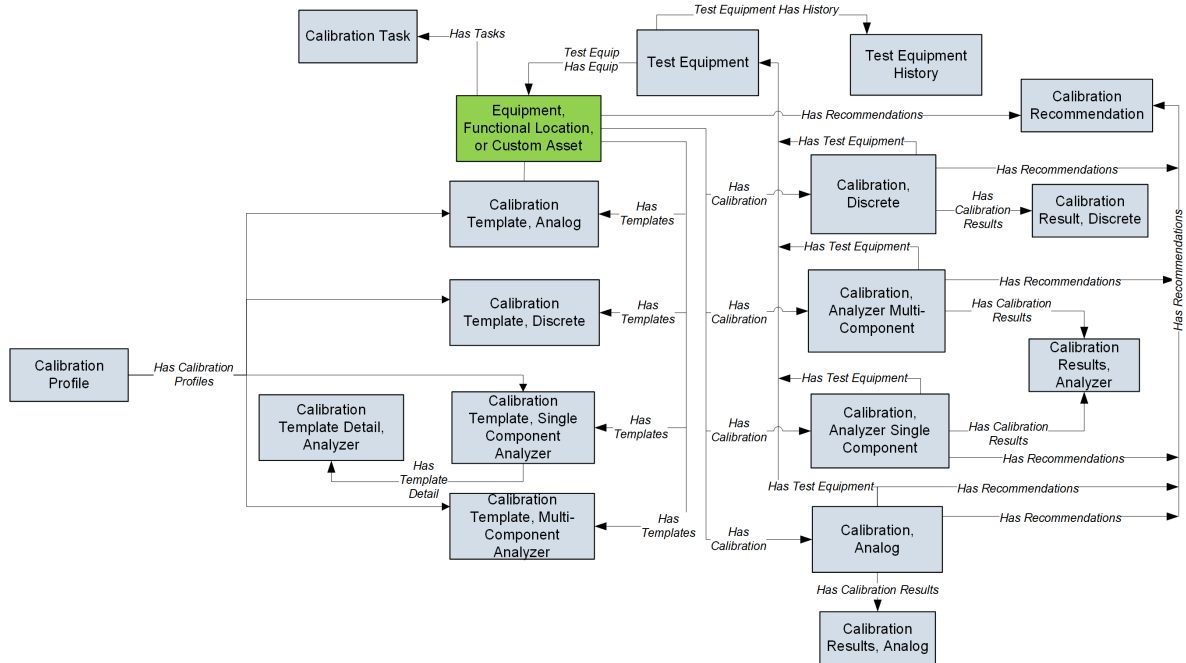 Test Equipment Has History
Calibration Task
Has Tasks
Test Equip
Has Equip
Test Equipment
Test Equipment
History
Equipment,
Functional Location,
or Custom Asset
Has Recommendations
Calibration
Recommendation
Has Test Equipment
Calibration
Template, Analog
Has
Templates
Has
Calibration
Calibration,
Discrete
Has Recommendations
Has
Calibration
Results
Calibration
Result, Discrete
Has Test Equipment
Calibration
Template, Discrete
Has
Templates
Has
Calibration
Calibration,
Analyzer Multi-
Component
Has Recommendations
Has Calibration
Results
Has Recommendations
Calibration
Results,
Analyzer
Calibration
Profile
Has Calibration
Profiles
Has Test Equipment
Calibration
Template Detail,
Analyzer
Calibration
Template, Single
Component
Analyzer
Has
Templates
Has
Calibration
Calibration,
Analyzer Single
Component
Has Calibration
Results
Has Recommendations
Has
Template
Detail
Has Test Equipment
Has Recommendations
Calibration
Template, Multi-
Component
Analyzer
Has
Templates
Has
Calibration
Calibration,
Analog
Has Recommendations
Has Calibration Results
Calibration
Results, Analog